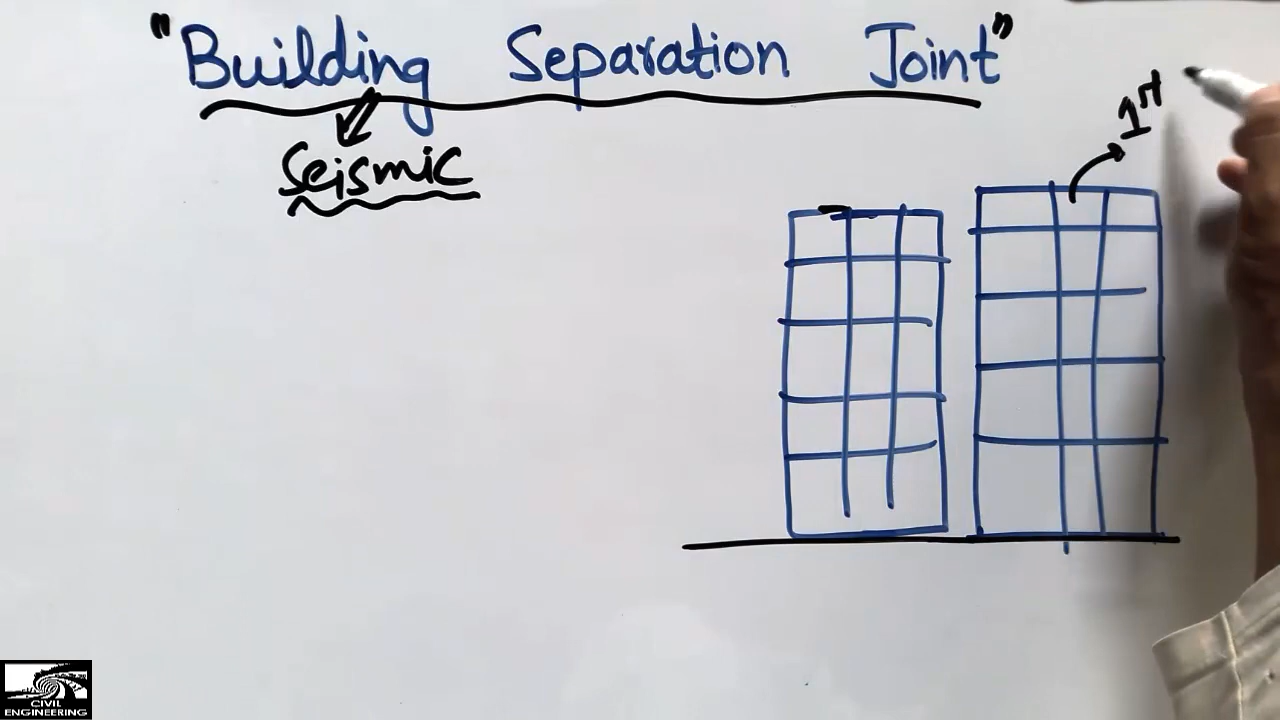 "Building Separation Joint"
Seismic
1st
CIVIL
ENGINEERING